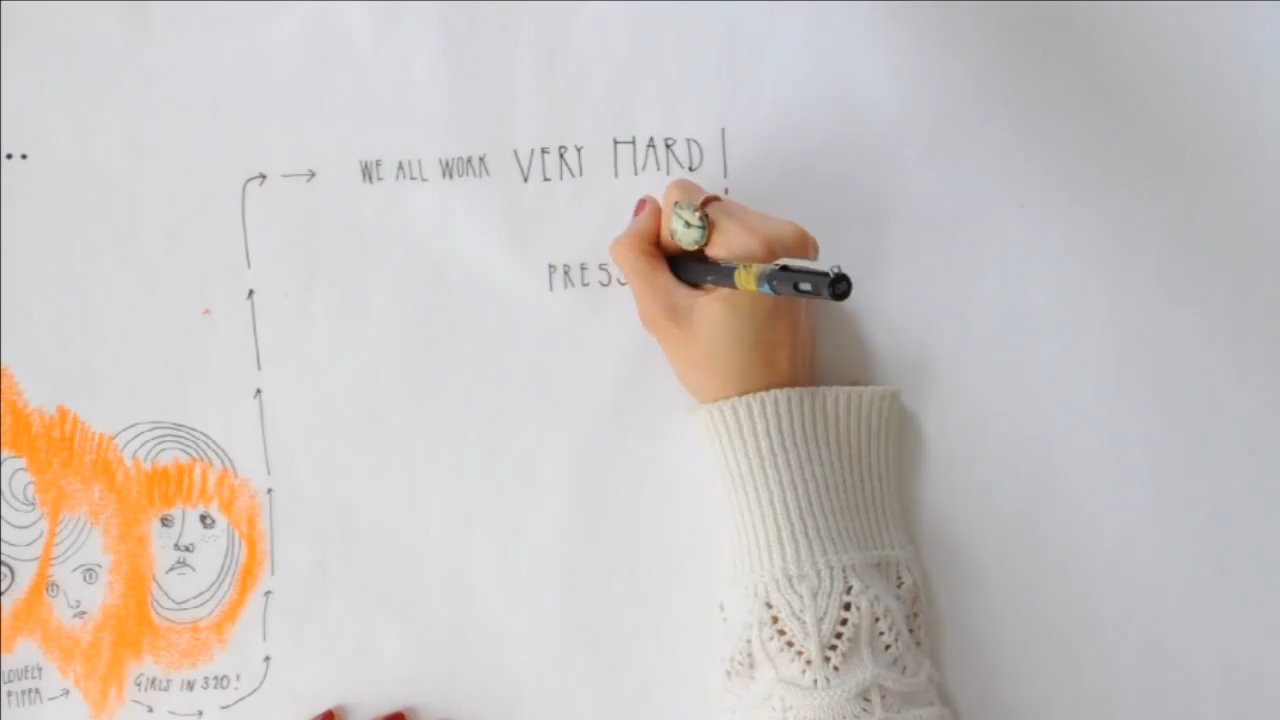 ..
WE ALL WORK VERY HARD!
PRESS
LOVELY
PIPPA
GIRLS IN 320!